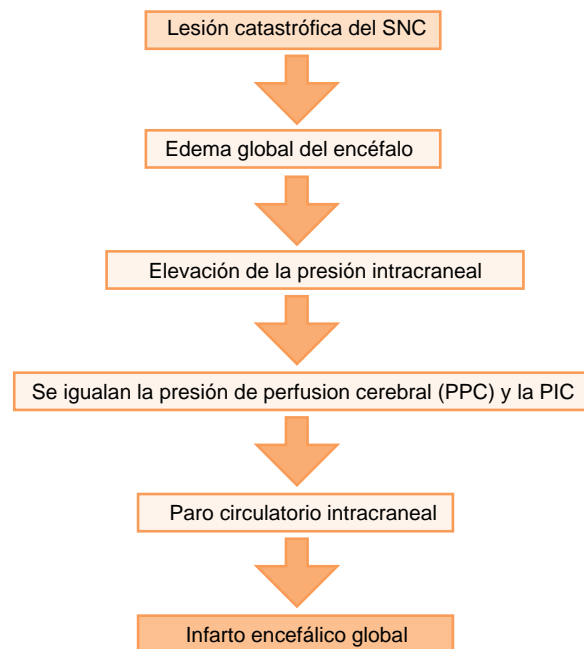 Lesión catastrófica del SNC
Edema global del encéfalo
Elevación de la presión intracraneal
Se igualan la presión de perfusion cerebral (PPC) y la PIC
Paro circulatorio intracraneal
Infarto encefálico global